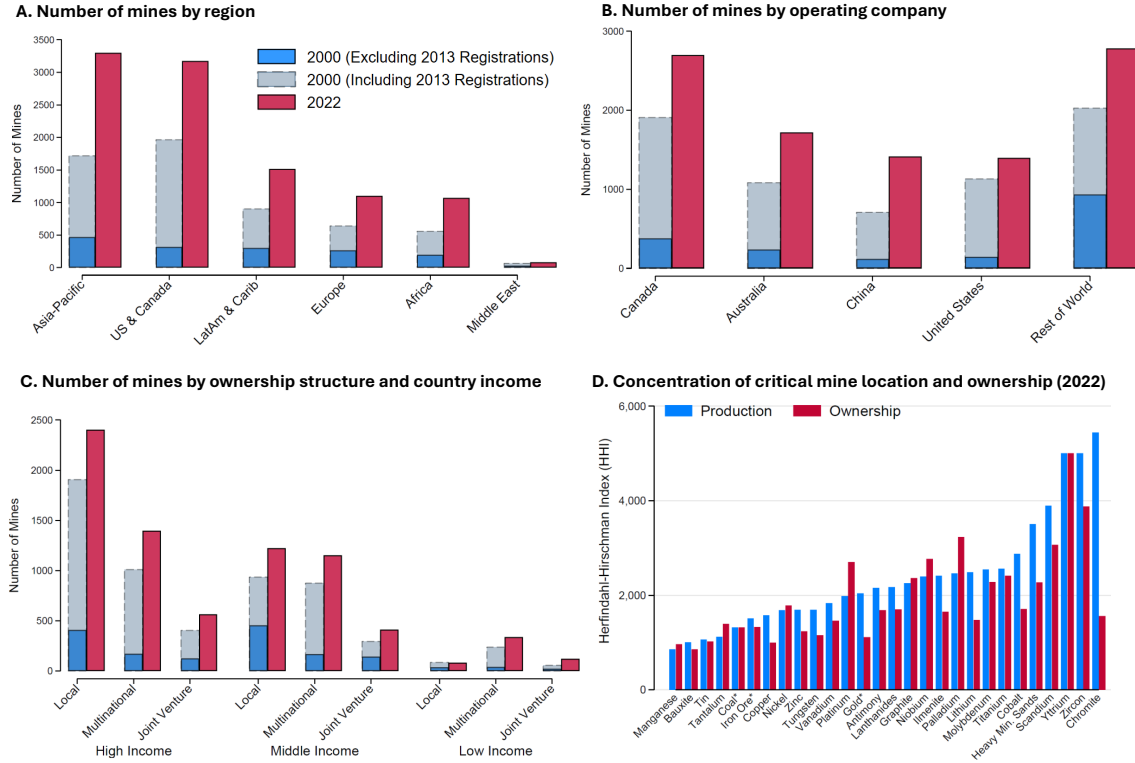 A. Number of mines by region
Number of Mines
3500
3000
2500
2000
1500
1000
500
0
2000 (Excluding 2013 Registrations)
2000 (Including 2013 Registrations)
2022
Asia-Pacific
US & Canada
LatAm & Carib
Europe
Africa
Middle East
B. Number of mines by operating company
Number of Mines
3000
2000
1000
0
Canada
Australia
China
United States
Rest of World
C. Number of mines by ownership structure and country income
Number of Mines
2500
2000
1500
1000
500
0
Local
Multinational
Joint Venture
Local
Multinational
Joint Venture
Local
Multinational
Joint Venture
High Income
Middle Income
Low Income
D. Concentration of critical mine location and ownership (2022)
Herfindahl-Hirschman Index (HHI)
6,000
4,000
2,000
0
Production
Ownership
Manganese
Bauxite
Tin
Tantalum
Coal*
Iron Ore*
Copper
Nickel
Zinc
Tungsten
Vanadium
Platinum
Gold*
Antimony
Lanthanides
Graphite
Niobium
Ilmenite
Palladium
Lithium
Molybdenum
Titanium
Cobalt
Heavy Min. Sands
Scandium
Yttrium
Zircon
Chromite